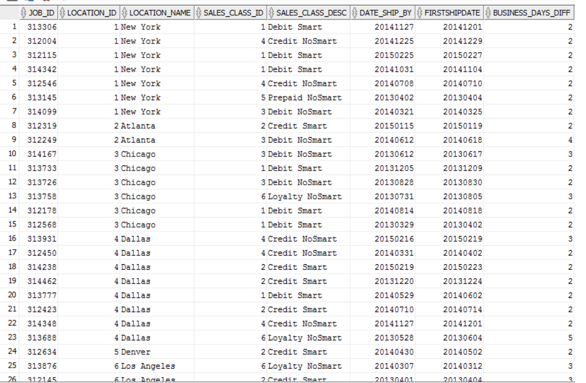 JOB_ID LOCATION_ID LOCATION_NAME SALES_CLASS_ID SALES_CLASS_DESC DATE_SHIP_BY FIRSTSHIPDATE BUSINESS_DAYS_DIFF
1 313306 1 New York 1 Debit Smart 20141127 20141201 2
2 312004 1 New York 4 Credit NoSmart 20141225 20141229 2
3 312115 1 New York 1 Debit Smart 20150225 20150227 2
4 314342 1 New York 1 Debit Smart 20141031 20141104 2
5 312546 1 New York 4 Credit NoSmart 20140708 20140710 2
6 313145 1 New York 5 Prepaid NoSmart 20130402 20130404 2
7 314099 1 New York 3 Debit NoSmart 20140321 20140325 2
8 312319 2 Atlanta 2 Credit Smart 20150115 20150119 2
9 312249 2 Atlanta 3 Debit NoSmart 20140612 20140618 4
10 314167 3 Chicago 3 Debit NoSmart 20130612 20130617 3
11 313733 3 Chicago 1 Debit Smart 20131205 20131209 2
12 313726 3 Chicago 3 Debit NoSmart 20130828 20130830 2
13 313758 3 Chicago 6 Loyalty NoSmart 20130731 20130805 3
14 312178 3 Chicago 1 Debit Smart 20140814 20140818 2
15 312568 3 Chicago 1 Debit Smart 20130329 20130402 2
16 313931 4 Dallas 4 Credit NoSmart 20150216 20150219 3
17 312450 4 Dallas 4 Credit NoSmart 20140331 20140402 2
18 314238 4 Dallas 2 Credit Smart 20150219 20150223 2
19 314462 4 Dallas 2 Credit Smart 20131220 20131224 2
20 313777 4 Dallas 1 Debit Smart 20140529 20140602 2
21 312423 4 Dallas 2 Credit Smart 20140710 20140714 2
22 314348 4 Dallas 4 Credit NoSmart 20141127 20141201 2
23 313688 4 Dallas 6 Loyalty NoSmart 20130528 20130604 5
24 312634 5 Denver 2 Credit Smart 20140430 20140502 2
25 313876 6 Los Angeles 6 Loyalty NoSmart 20140307 20140312 3
26 312145 6 Los Angeles 2 Credit Smart 20130401 20130404 3